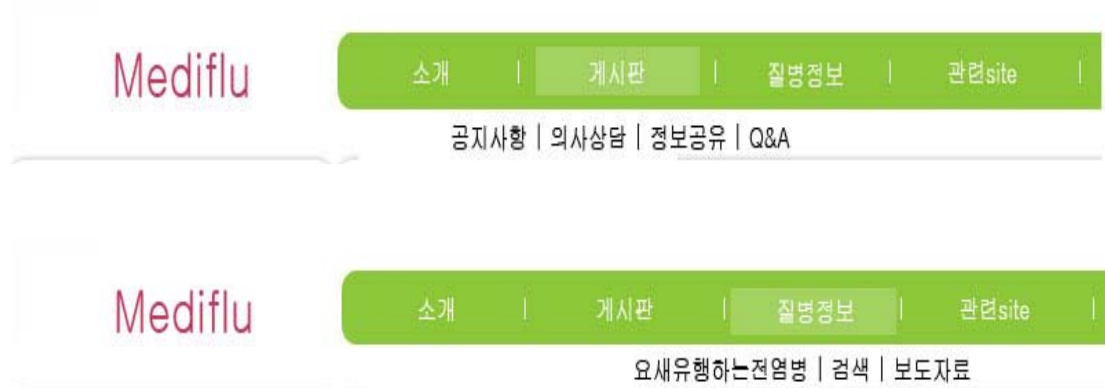 Mediflu
소개 | 게시판 | 질병정보 | 관련site |
공지사항 | 의사상담 | 정보공유 | Q&A
Mediflu
소개 | 게시판 | 질병정보 | 관련site |
요새유행하는전염병 | 검색 | 보도자료